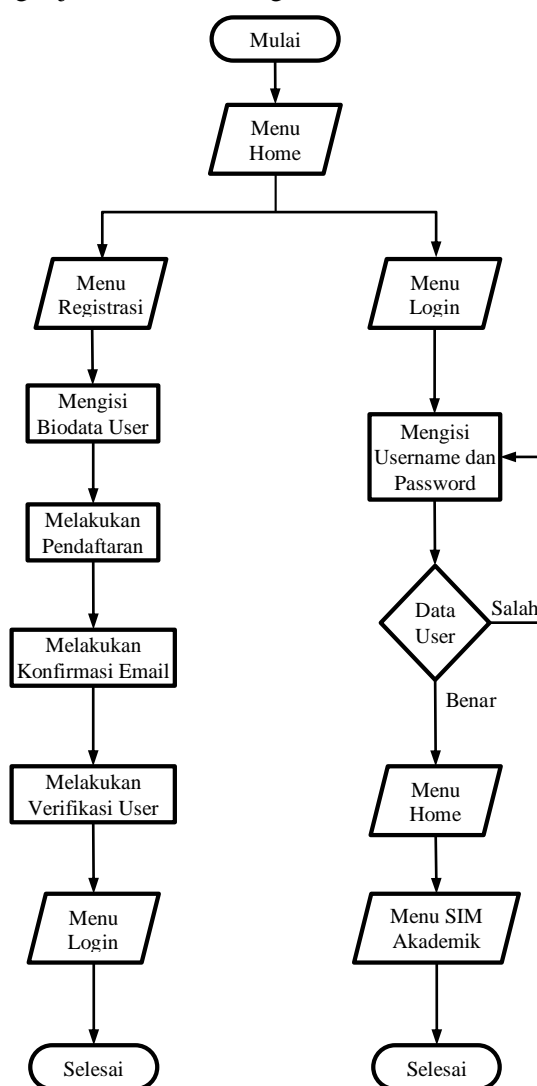 Mulai
Menu
Home
Menu
Registrasi
Mengisi
Biodata User
Melakukan
Pendaftaran
Melakukan
Konfirmasi Email
Melakukan
Verifikasi User
Menu
Login
Selesai
Menu
Login
Mengisi
Username dan
Password
Data
User
Salah
Benar
Menu
Home
Menu SIM
Akademik
Selesai